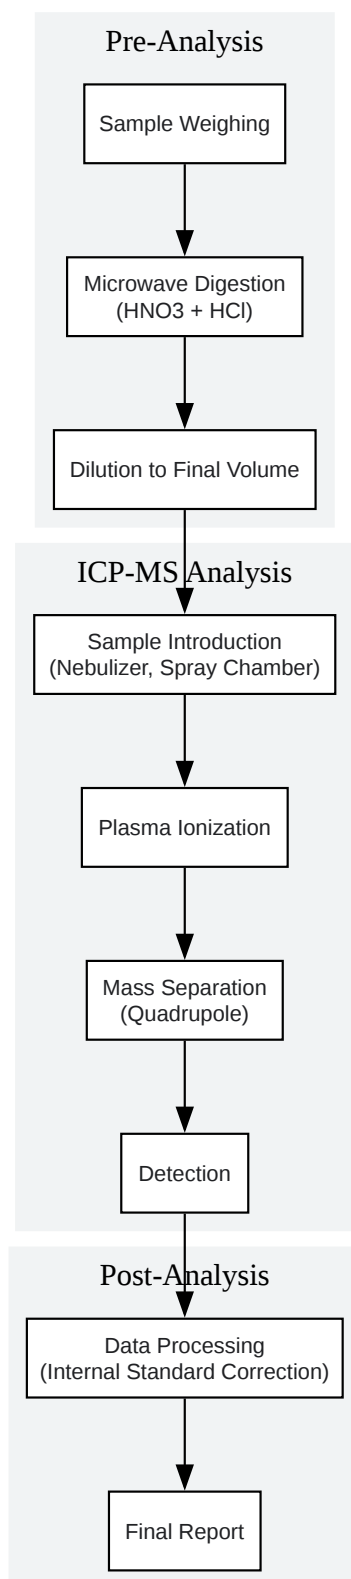 Pre-Analysis
Sample Weighing
Microwave Digestion
(HNO3 + HCl)
Dilution to Final Volume
ICP-MS Analysis
Sample Introduction
(Nebulizer, Spray Chamber)
Plasma Ionization
Mass Separation
(Quadrupole)
Detection
Post-Analysis
Data Processing
(Internal Standard Correction)
Final Report